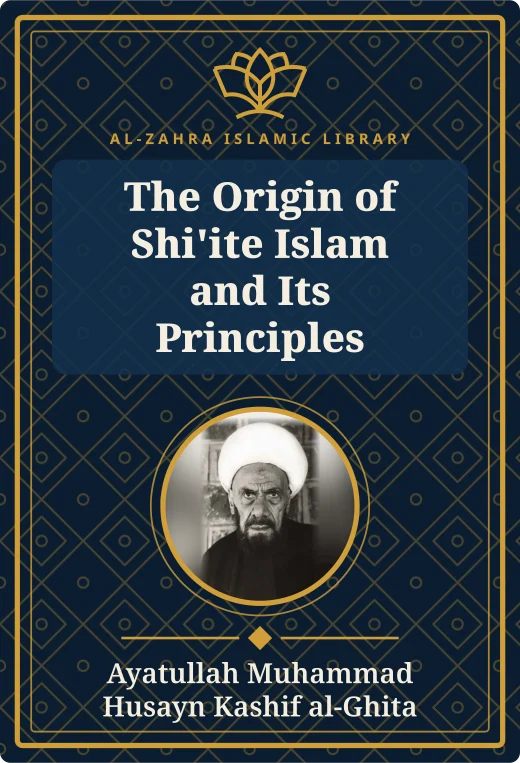 AL-ZAHRA ISLAMIC LIBRARY
The Origin of
Shi'ite Islam
and Its
Principles
Ayatullah Muhammad
Husayn Kashif al-Ghita